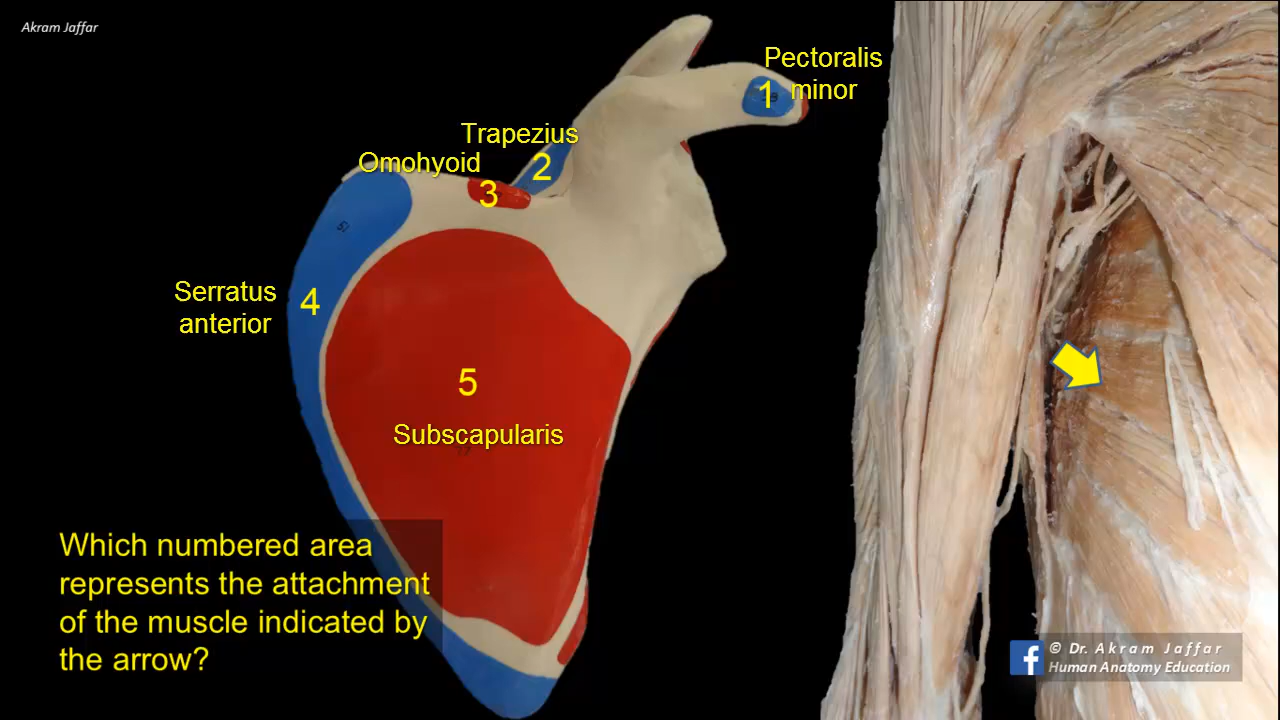 Akram Jaffar
Pectoralis
minor
1
Trapezius
2
Omohyoid
3
Serratus
anterior
4
5
Subscapularis
Which numbered area
represents the attachment
of the muscle indicated by
the arrow?
f © Dr. Akram Jaffar
Human Anatomy Education